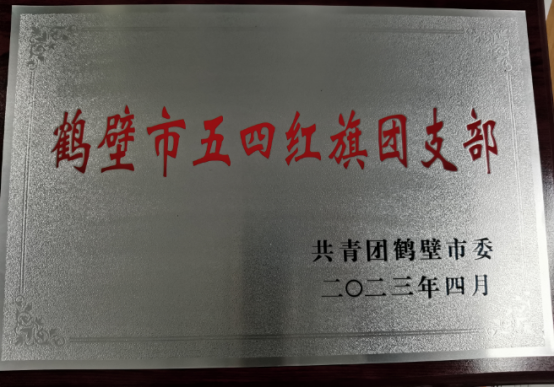 鹤壁市五四红旗团支部
共青团鹤壁市委
二〇二三年四月